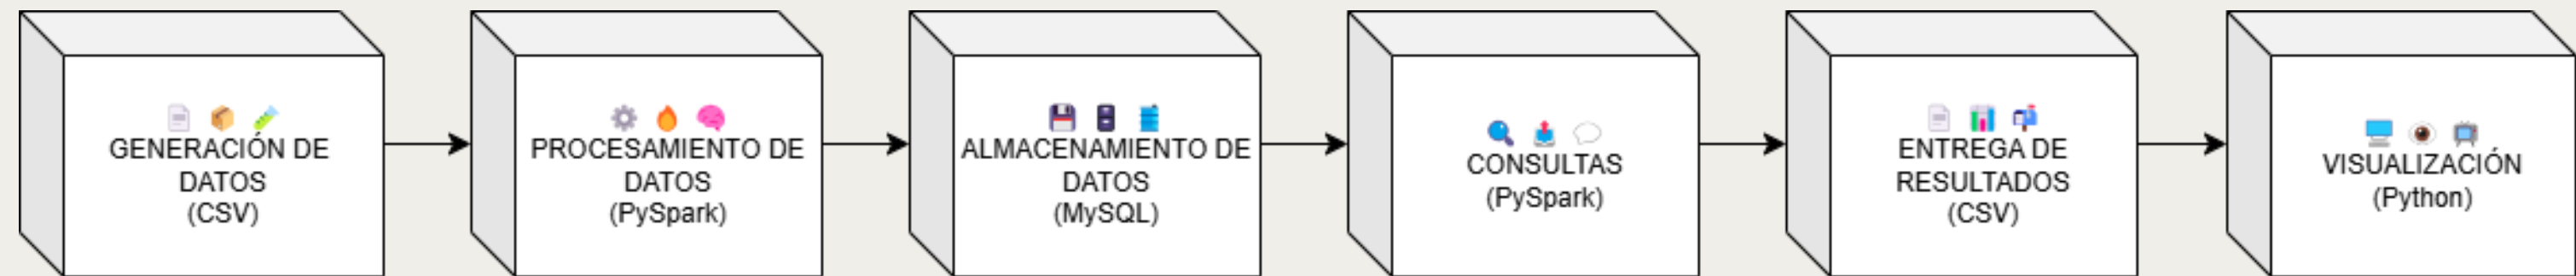 GENERACIÓN DE
DATOS
(CSV)
PROCESAMIENTO DE
DATOS
(PySpark)
ALMACENAMIENTO DE
DATOS
(MySQL)
CONSULTAS
(PySpark)
ENTREGA DE
RESULTADOS
(CSV)
VISUALIZACIÓN
(Python)